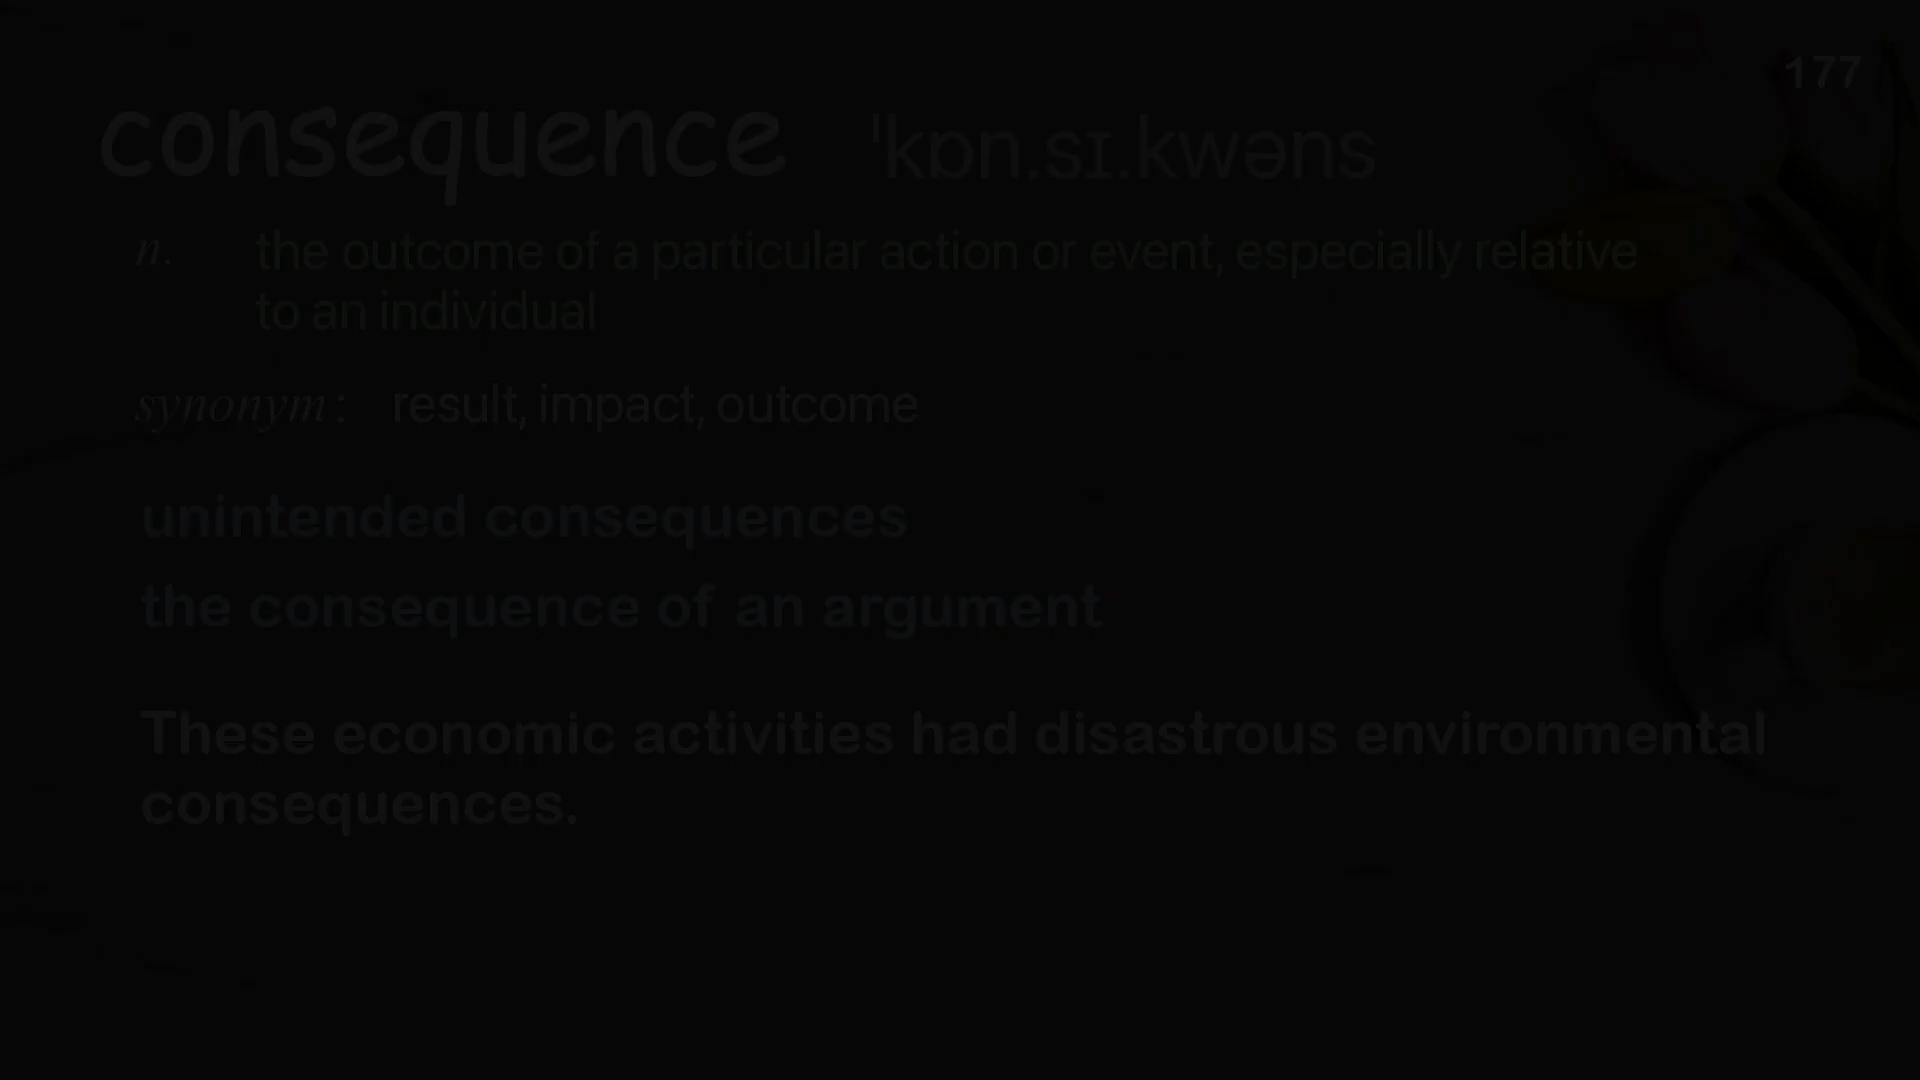 177
consequence ˈkɒn.sɪ.kwəns
n. the outcome of a particular action or event, especially relative
to an individual
synonym : result, impact, outcome
unintended consequences
the consequence of an argument
These economic activities had disastrous environmental
consequences.